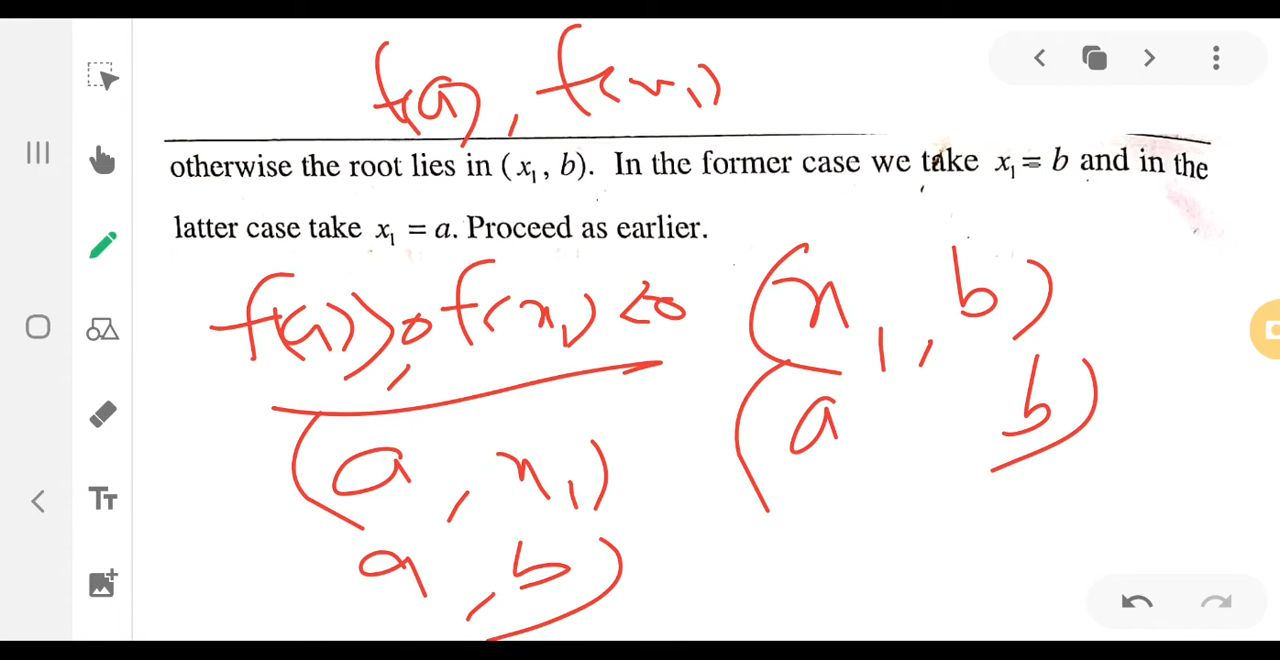 f(a), f(x₁)
otherwise the root lies in (x₁, b). In the former case we take x₁ = b and in the
latter case take x₁ = a. Proceed as earlier.
f(a)>0, f(x₁)<0 (x₁, b)
(a b)
(a, x₁)
a, b)
Tт